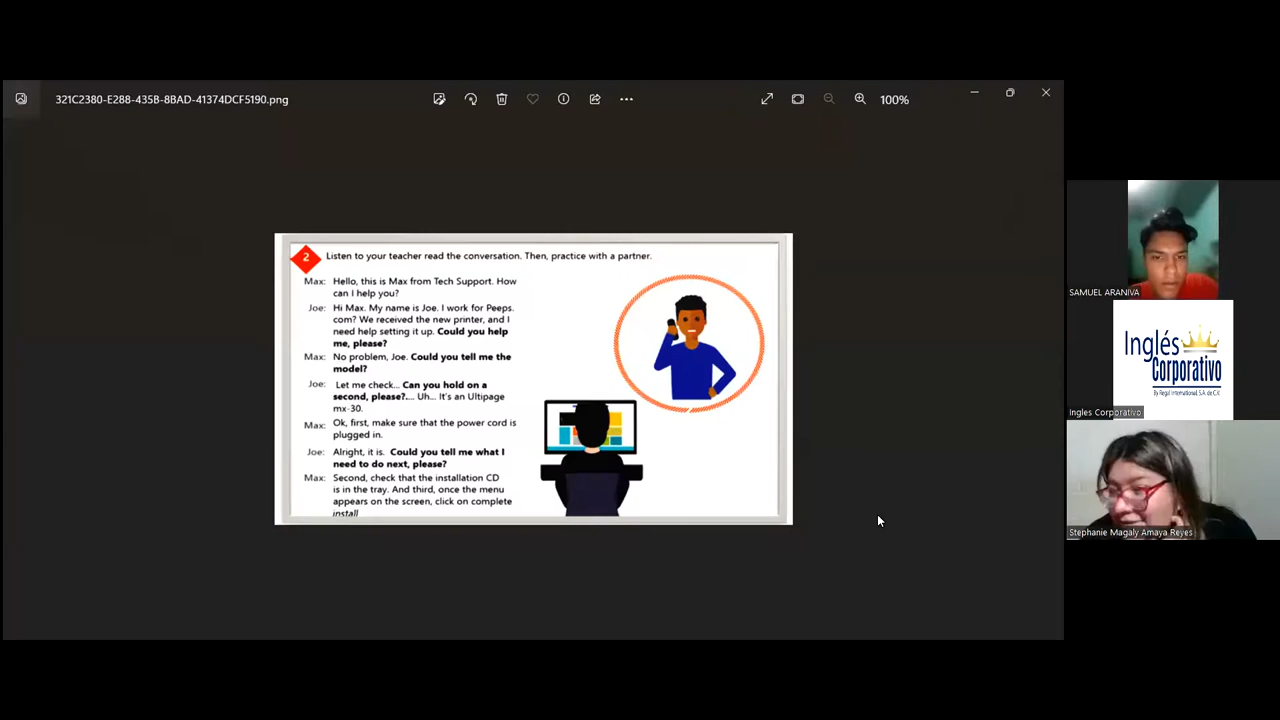 321C2380-E288-435B-8BAD-41374DCF5190.png
100%
2
Listen to your teacher read the conversation. Then, practice with a partner.
Max: Hello, this is Max from Tech Support. How
can I help you?
Joe: Hi Max. My name is Joe. I work for Peeps.
com? We received the new printer, and I
need help setting it up. Could you help
me, please?
Max: No problem, Joe. Could you tell me the
model?
Joe: Let me check... Can you hold on a
second, please?.... Uh... It's an Ultipage
mx-30.
Max: Ok, first, make sure that the power cord is
plugged in.
Joe: Alright, it is. Could you tell me what I
need to do next, please?
Max: Second, check that the installation CD
is in the tray. And third, once the menu
appears on the screen, click on complete
install
SAMUEL ARANIVA
Inglés
Corporativo
By Regal International, S.A. de C.V.
Ingles Corporativo
Stephanie Magaly Amaya Reyes